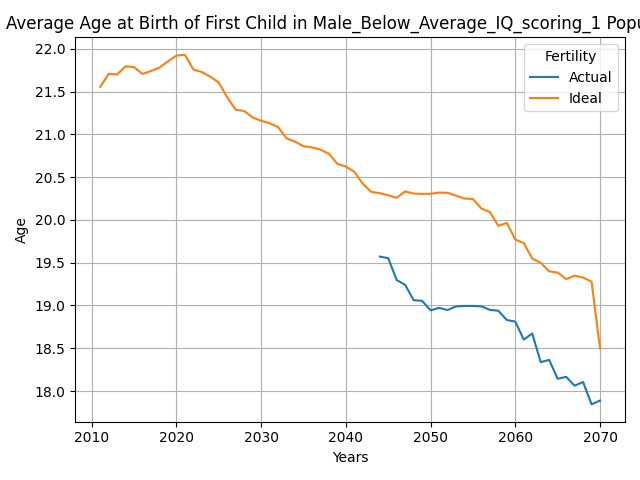 Average Age at Birth of First Child in Male_Below_Average_IQ_scoring_1 Popu
Fertility
Actual
Ideal
Age
22.0
21.5
21.0
20.5
20.0
19.5
19.0
18.5
18.0
2010 2020 2030 2040 2050 2060 2070
Years